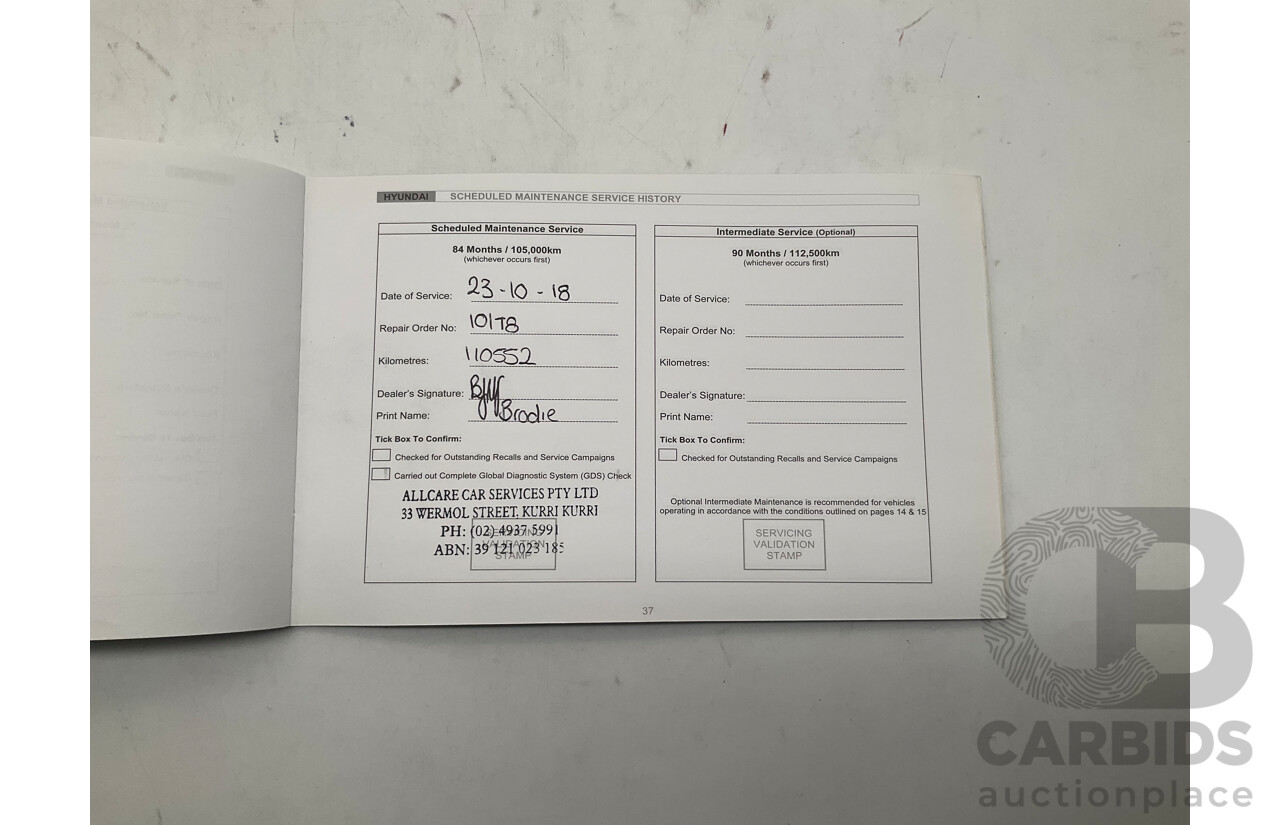 HYUNDAI SCHEDULED MAINTENANCE SERVICE HISTORY
Scheduled Maintenance Service
84 Months / 105,000km
(whichever occurs first)
Date of Service: 23-10-18
Repair Order No: 101T8
Kilometres: 110552
Dealer's Signature:
Print Name: Brodie
Tick Box To Confirm:
Checked for Outstanding Recalls and Service Campaigns
Carried out Complete Global Diagnostic System (GDS) Check
ALLCARE CAR SERVICES PTY LTD
33 WERMOL STREET, KURRI KURRI
PH: (02) 4937 5991
ABN: 39 121 023 185
SERVICING
VALIDATION
STAMP
Intermediate Service (Optional)
90 Months / 112,500km
(whichever occurs first)
Date of Service:
Repair Order No:
Kilometres:
Dealer's Signature:
Print Name:
Tick Box To Confirm:
Checked for Outstanding Recalls and Service Campaigns
Optional Intermediate Maintenance is recommended for vehicles
operating in accordance with the conditions outlined on pages 14 & 15
SERVICING
VALIDATION
STAMP
37
CB
CARBIDS
auctionplace